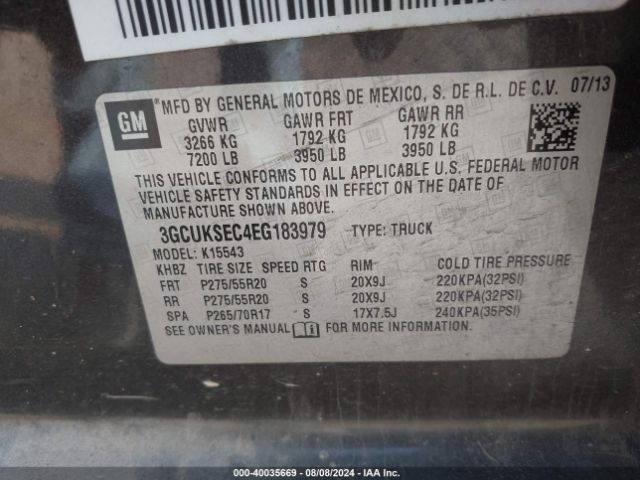 GM
MFD BY GENERAL MOTORS DE MEXICO, S. DE R.L. DE C.V. 07/13
GVWR GAWR FRT GAWR RR
3266 KG 1792 KG 1792 KG
7200 LB 3950 LB 3950 LB
THIS VEHICLE CONFORMS TO ALL APPLICABLE U.S. FEDERAL MOTOR
VEHICLE SAFETY STANDARDS IN EFFECT ON THE DATE OF
MANUFACTURE SHOWN ABOVE.
3GCUKSEC4EG183979 TYPE: TRUCK
MODEL: K15543
KHBZ TIRE SIZE SPEED RTG RIM COLD TIRE PRESSURE
FRT P275/55R20 S 20X9J 220KPA(32PSI)
RR P275/55R20 S 20X9J 220KPA(32PSI)
SPA P265/70R17 S 17X7.5J 240KPA(35PSI)
SEE OWNER'S MANUAL FOR MORE INFORMATION.
000-40035669 - 08/08/2024 - IAA Inc.